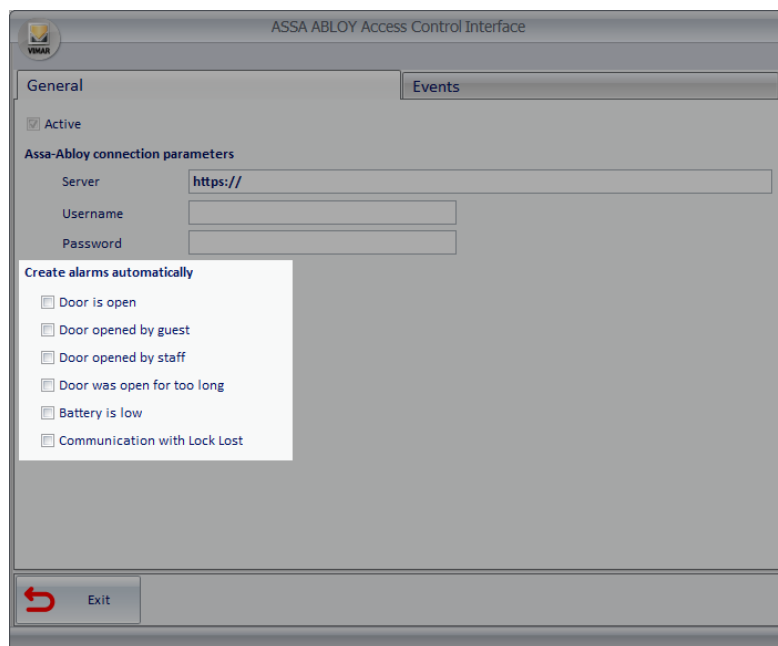 ASSA ABLOY Access Control Interface
VIMAR
General Events
Active
Assa-Abloy connection parameters
Server https://
Username
Password
Create alarms automatically
Door is open
Door opened by guest
Door opened by staff
Door was open for too long
Battery is low
Communication with Lock Lost
Exit